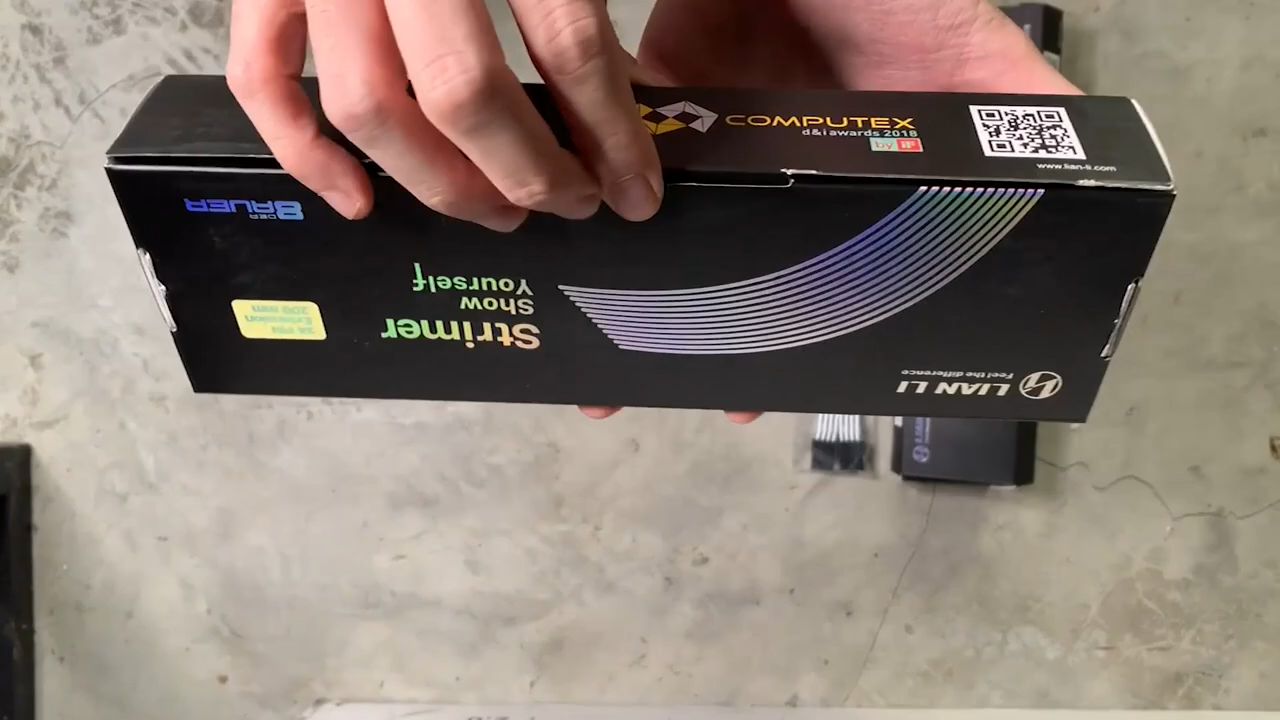 COMPUTEX
d&i awards 2018
by iF
www.lian-li.com
LIAN LI
Feel the difference
Strimer
Show
Yourself
24 PIN
Extension
200 mm
DER
8AUER